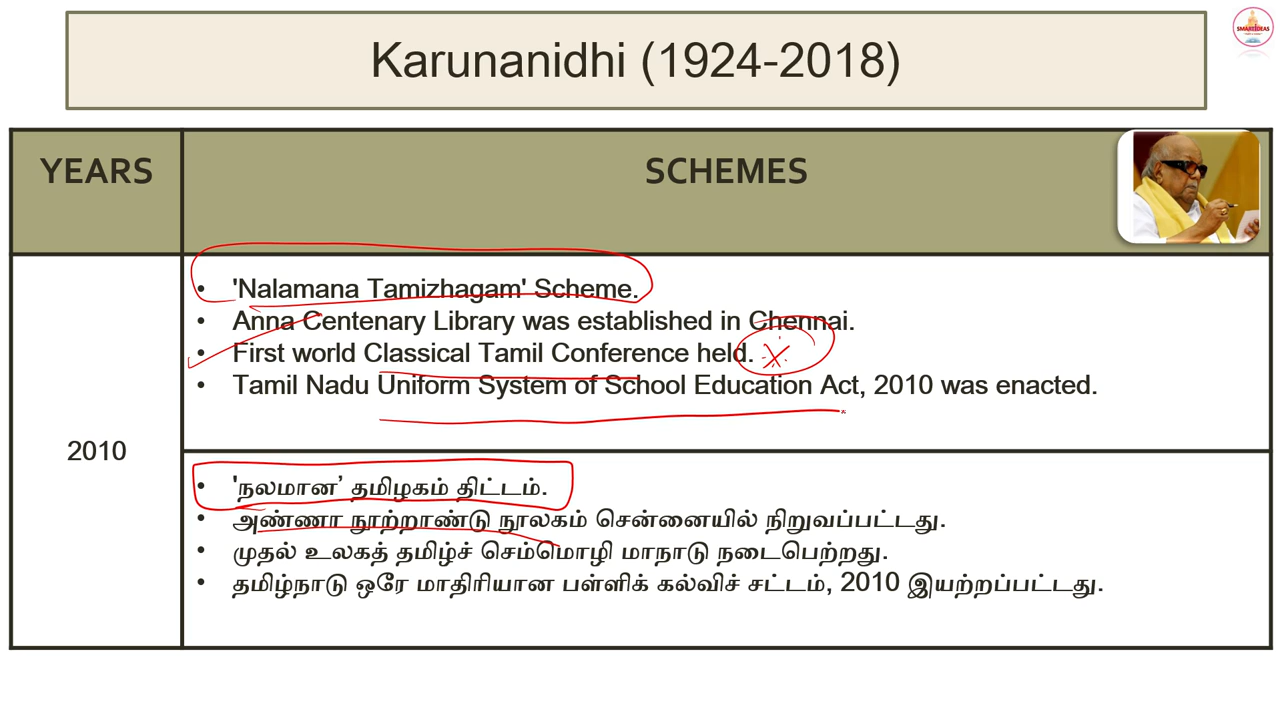 Karunanidhi (1924-2018)
SMARTIDEAS
YEARS
SCHEMES
2010
• 'Nalamana Tamizhagam' Scheme.
• Anna Centenary Library was established in Chennai.
• First world Classical Tamil Conference held.
• Tamil Nadu Uniform System of School Education Act, 2010 was enacted.
• 'நலமான’ தமிழகம் திட்டம்.
• அண்ணா நூற்றாண்டு நூலகம் சென்னையில் நிறுவப்பட்டது.
• முதல் உலகத் தமிழ்ச் செம்மொழி மாநாடு நடைபெற்றது.
• தமிழ்நாடு ஒரே மாதிரியான பள்ளிக் கல்விச் சட்டம், 2010 இயற்றப்பட்டது.